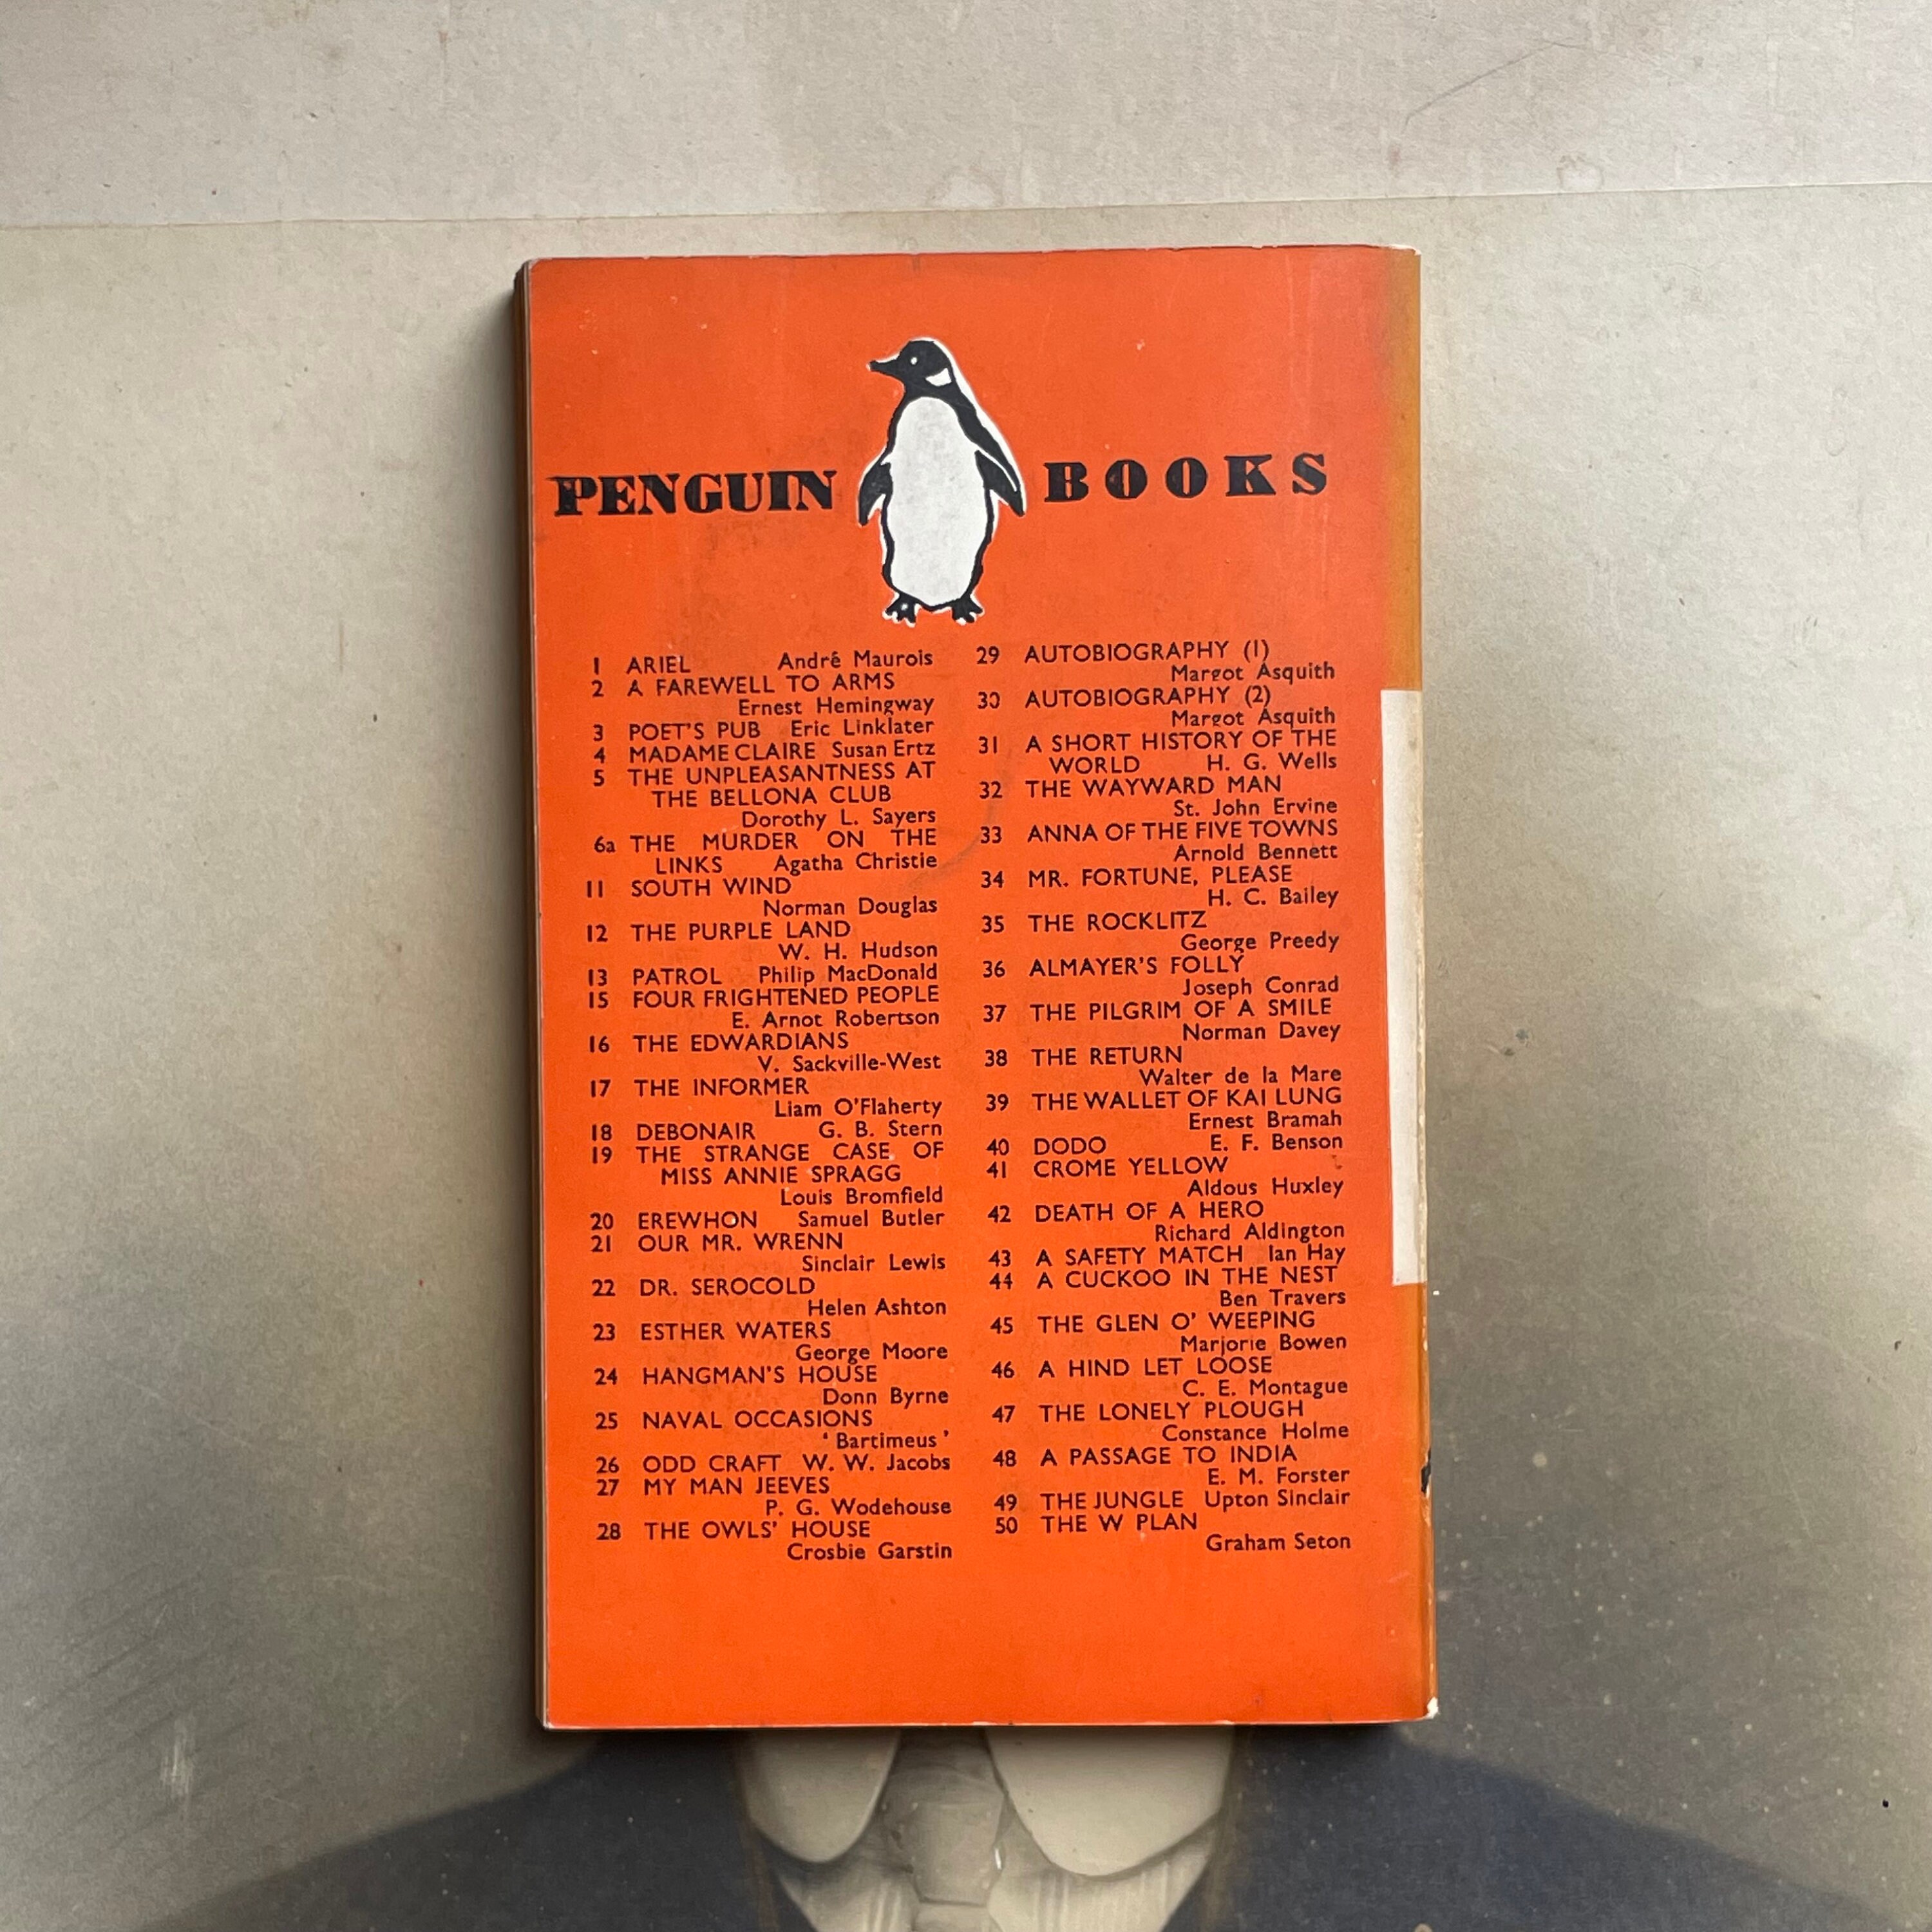 PENGUIN BOOKS
1 ARIEL André Maurois
2 A FAREWELL TO ARMS
Ernest Hemingway
3 POET'S PUB Eric Linklater
4 MADAME CLAIRE Susan Ertz
5 THE UNPLEASANTNESS AT
THE BELLONA CLUB
Dorothy L. Sayers
6a THE MURDER ON THE
LINKS Agatha Christie
11 SOUTH WIND
Norman Douglas
12 THE PURPLE LAND
W. H. Hudson
13 PATROL Philip MacDonald
15 FOUR FRIGHTENED PEOPLE
E. Arnot Robertson
16 THE EDWARDIANS
V. Sackville-West
17 THE INFORMER
Liam O'Flaherty
18 DEBONAIR G. B. Stern
19 THE STRANGE CASE OF
MISS ANNIE SPRAGG
Louis Bromfield
20 EREWHON Samuel Butler
21 OUR MR. WRENN
Sinclair Lewis
22 DR. SEROCOLD
Helen Ashton
23 ESTHER WATERS
George Moore
24 HANGMAN'S HOUSE
Donn Byrne
25 NAVAL OCCASIONS
'Bartimeus'
26 ODD CRAFT W. W. Jacobs
27 MY MAN JEEVES
P. G. Wodehouse
28 THE OWLS' HOUSE
Crosbie Garstin
29 AUTOBIOGRAPHY (1)
Margot Asquith
30 AUTOBIOGRAPHY (2)
Margot Asquith
31 A SHORT HISTORY OF THE
WORLD H. G. Wells
32 THE WAYWARD MAN
St. John Ervine
33 ANNA OF THE FIVE TOWNS
Arnold Bennett
34 MR. FORTUNE, PLEASE
H. C. Bailey
35 THE ROCKLITZ
George Preedy
36 ALMAYER'S FOLLY
Joseph Conrad
37 THE PILGRIM OF A SMILE
Norman Davey
38 THE RETURN
Walter de la Mare
39 THE WALLET OF KAI LUNG
Ernest Bramah
40 DODO E. F. Benson
41 CROME YELLOW
Aldous Huxley
42 DEATH OF A HERO
Richard Aldington
43 A SAFETY MATCH Ian Hay
44 A CUCKOO IN THE NEST
Ben Travers
45 THE GLEN O' WEEPING
Marjorie Bowen
46 A HIND LET LOOSE
C. E. Montague
47 THE LONELY PLOUGH
Constance Holme
48 A PASSAGE TO INDIA
E. M. Forster
49 THE JUNGLE Upton Sinclair
50 THE W PLAN
Graham Seton